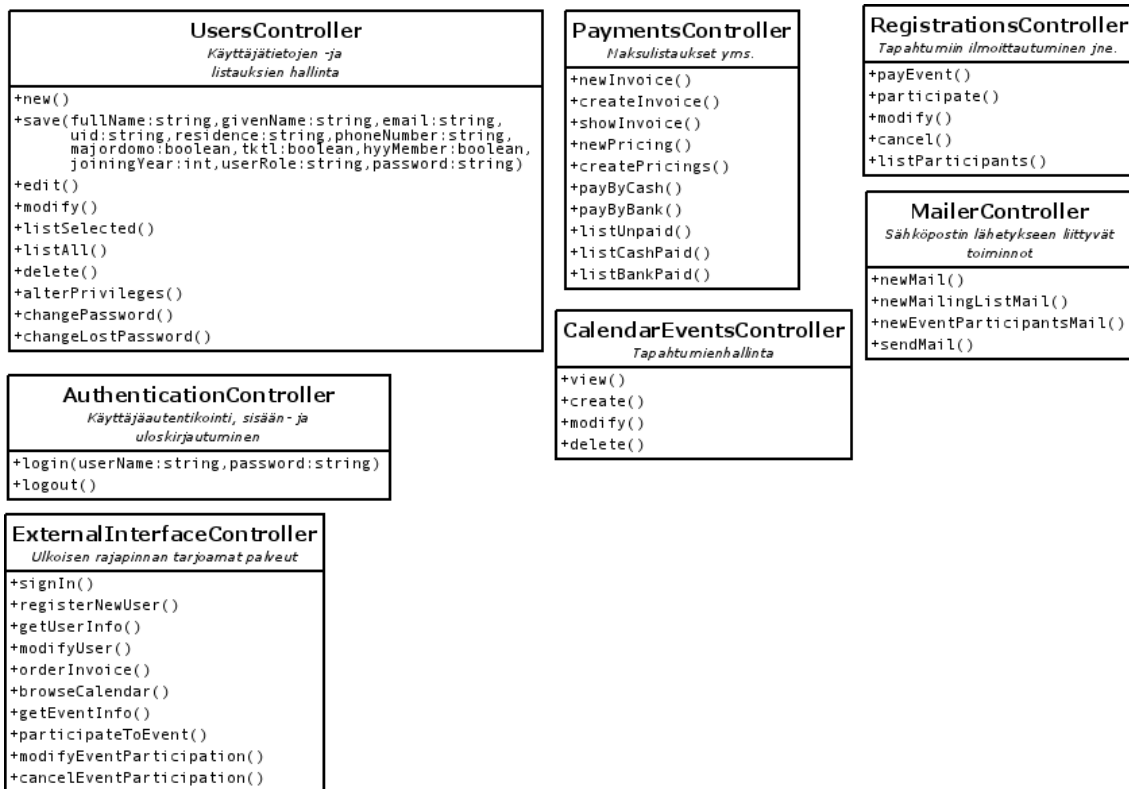 UsersController
Käyttäjätietojen -ja
listauksien hallinta
+new()
+save(fullName:string,givenName:string,email:string,
uid:string,residence:string,phoneNumber:string,
majordomo:boolean,tktl:boolean,hyyMember:boolean,
joiningYear:int,userRole:string,password:string)
+edit()
+modify()
+listSelected()
+listAll()
+delete()
+alterPrivileges()
+changePassword()
+changeLostPassword()
PaymentsController
Maksulistaukset yms.
+newInvoice()
+createInvoice()
+showInvoice()
+newPricing()
+createPricings()
+payByCash()
+payByBank()
+listUnpaid()
+listCashPaid()
+listBankPaid()
RegistrationsController
Tapahtumiin ilmoittautuminen jne.
+payEvent()
+participate()
+modify()
+cancel()
+listParticipants()
MailerController
Sähköpostin lähetykseen liittyvät
toiminnot
+newMail()
+newMailingListMail()
+newEventParticipantsMail()
+sendMail()
CalendarEventsController
Tapahtumienhallinta
+view()
+create()
+modify()
+delete()
AuthenticationController
Käyttäjäautentikointi, sisään- ja
uloskirjautuminen
+login(userName:string,password:string)
+logout()
ExternalInterfaceController
Ulkoisen rajapinnan tarjoamat palveut
+signIn()
+registerNewUser()
+getUserInfo()
+modifyUser()
+orderInvoice()
+browseCalendar()
+getEventInfo()
+participateToEvent()
+modifyEventParticipation()
+cancelEventParticipation()